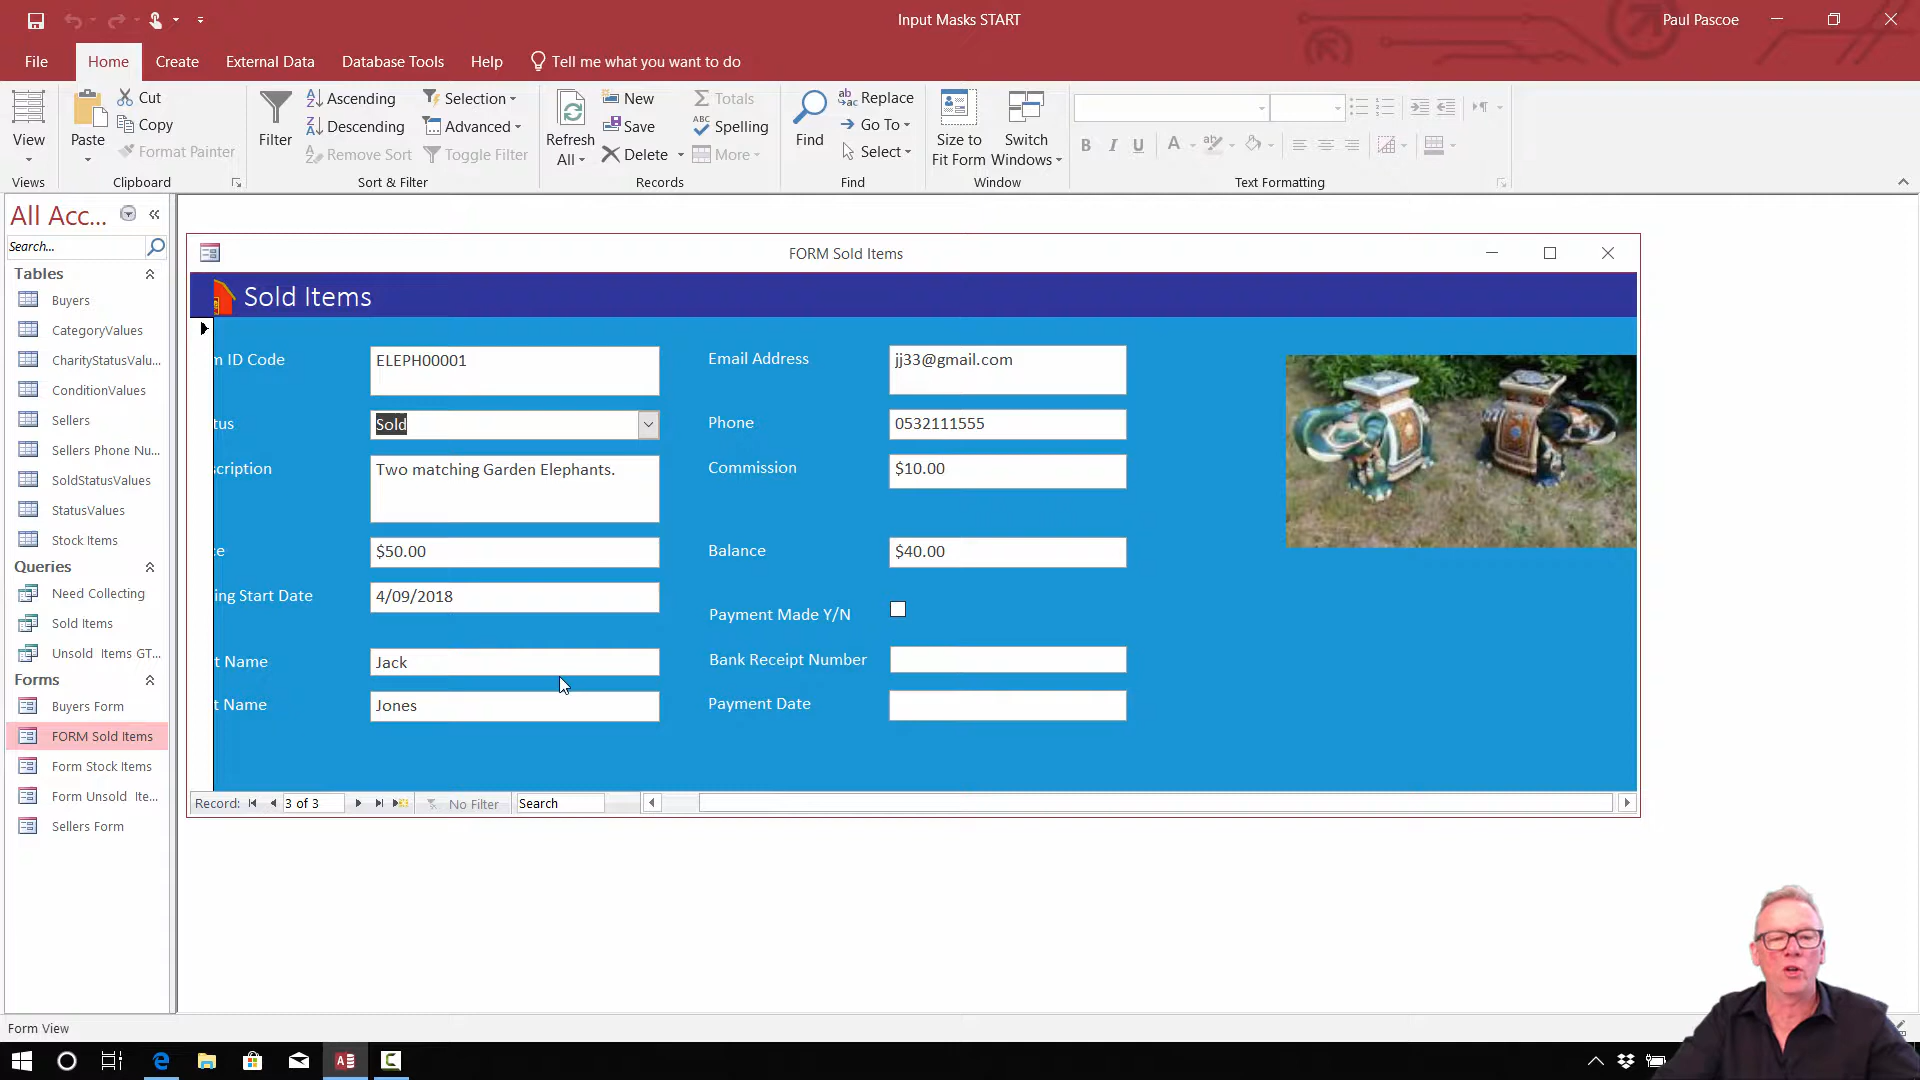 Input Masks START
Paul Pascoe
File
Home
Create
External Data
Database Tools
Help
Tell me what you want to do
View
Views
Paste
Cut
Copy
Format Painter
Clipboard
Filter
Ascending
Descending
Remove Sort
Selection
Advanced
Toggle Filter
Sort & Filter
Refresh All
New
Save
Delete
Totals
Spelling
More
Records
Find
Replace
Go To
Select
Find
Size to Fit Form
Switch Windows
Window
Text Formatting
All Acc...
Search...
Tables
Buyers
CategoryValues
CharityStatusValu...
ConditionValues
Sellers
Sellers Phone Nu...
SoldStatusValues
StatusValues
Stock Items
Queries
Need Collecting
Sold Items
Unsold Items GT...
Forms
Buyers Form
FORM Sold Items
Form Stock Items
Form Unsold Ite...
Sellers Form
FORM Sold Items
Sold Items
m ID Code
ELEPH00001
tus
Sold
scription
Two matching Garden Elephants.
ce
$50.00
ing Start Date
4/09/2018
t Name
Jack
t Name
Jones
Email Address
jj33@gmail.com
Phone
0532111555
Commission
$10.00
Balance
$40.00
Payment Made Y/N
Bank Receipt Number
Payment Date
Record:
3 of 3
No Filter
Search
Form View